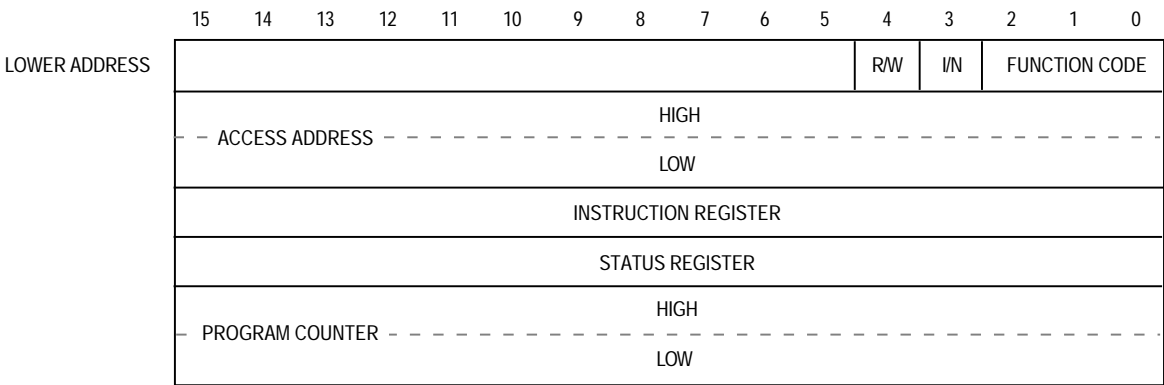 15 14 13 12 11 10 9 8 7 6 5 4 3 2 1 0
LOWER ADDRESS R/W I/N FUNCTION CODE
HIGH
ACCESS ADDRESS
LOW
INSTRUCTION REGISTER
STATUS REGISTER
HIGH
PROGRAM COUNTER
LOW